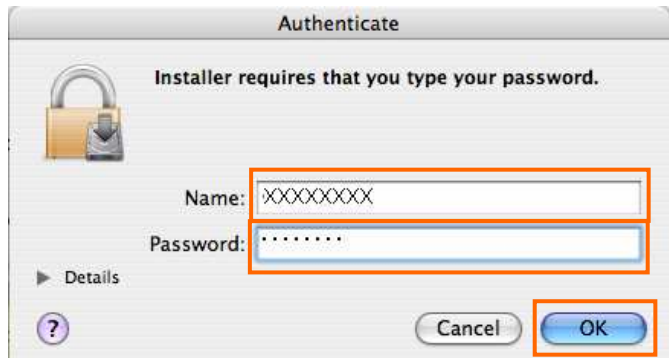 Authenticate
Installer requires that you type your password.
Name: XXXXXXXX
Password: ••••••••
Details
? Cancel OK